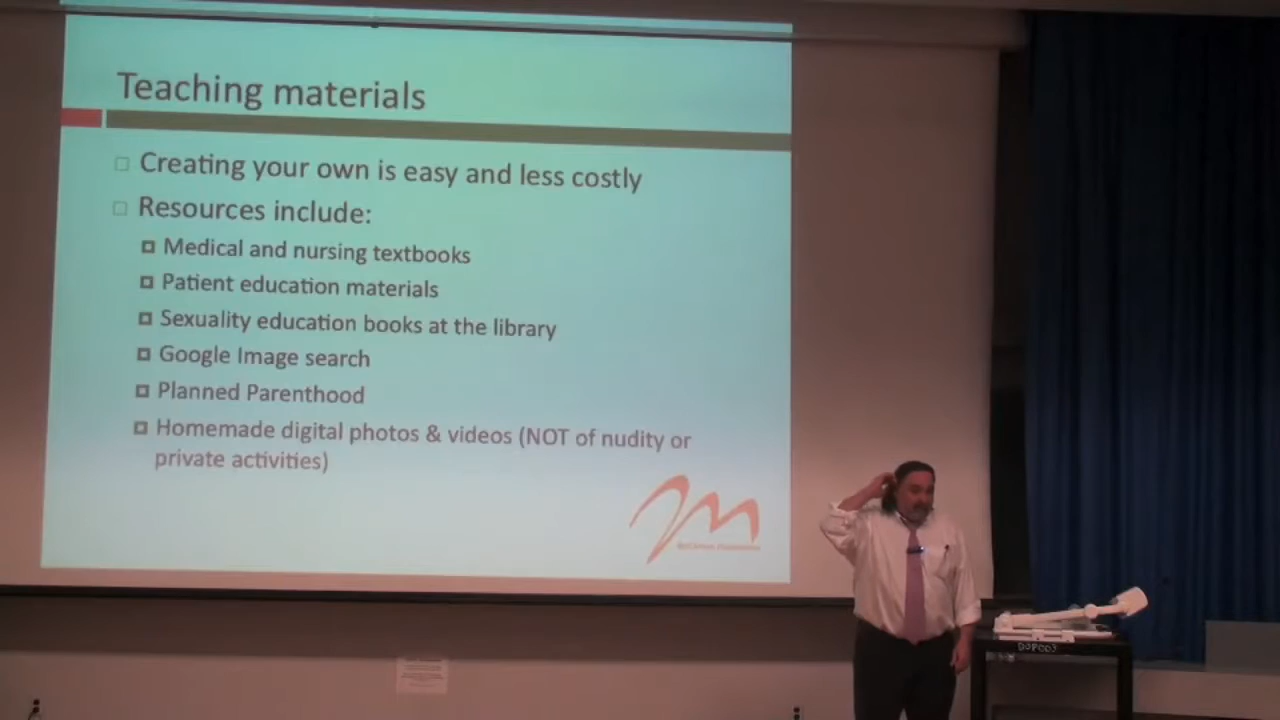 Teaching materials
Creating your own is easy and less costly
Resources include:
Medical and nursing textbooks
Patient education materials
Sexuality education books at the library
Google Image search
Planned Parenthood
Homemade digital photos & videos (NOT of nudity or
private activities)